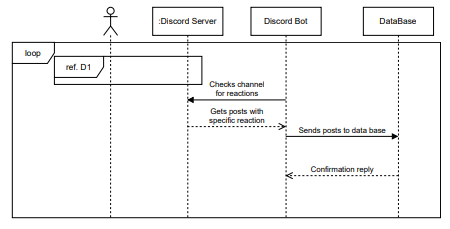 :Discord Server
Discord Bot
DataBase
loop
ref. D1
Checks channel
for reactions
Gets posts with
specific reaction
Sends posts to data base
Confirmation reply